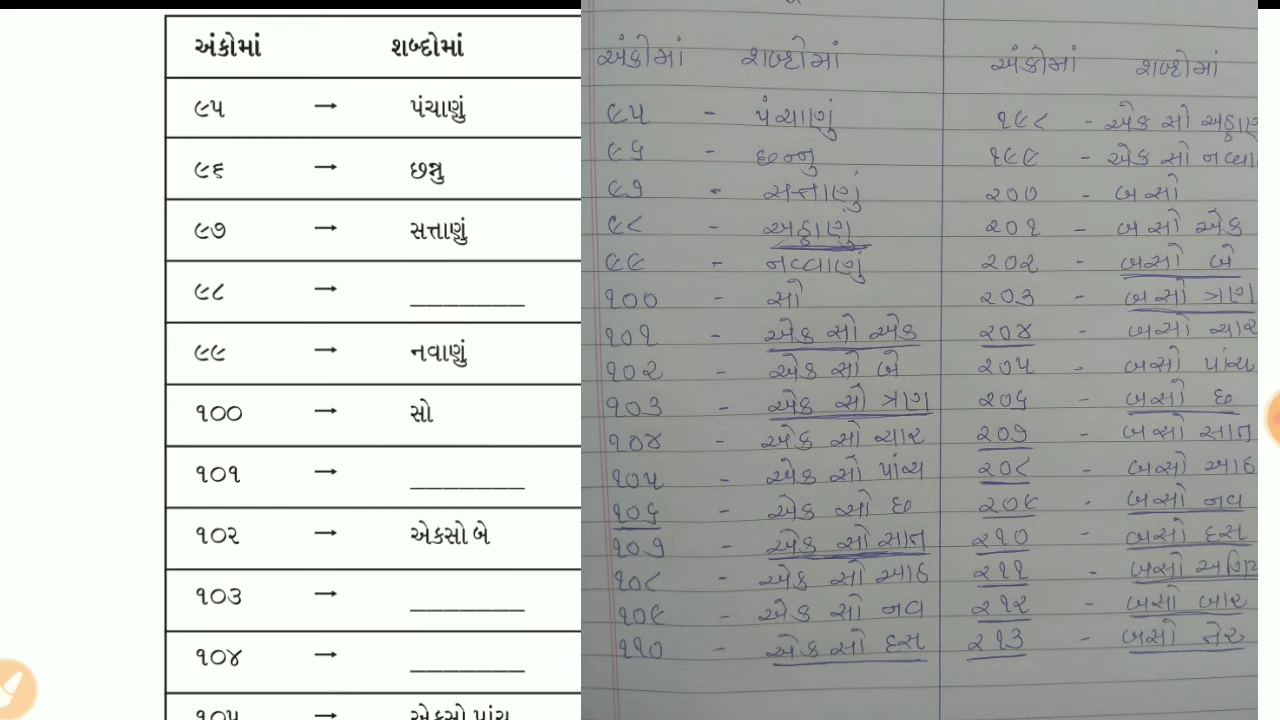 અંકોમાં શબ્દોમાં
૯૫ → પંચાણું
૯૬ → છન્નુ
૯૭ → સત્તાણું
૯૮ → ________
૯૯ → નવાણું
૧૦૦ → સો
૧૦૧ → ________
૧૦૨ → એકસો બે
૧૦૩ → ________
૧૦૪ → ________
૧૦૫ → એકસો પાંચ
અંકોમાં શબ્દોમાં
૯૫ - પંચાણું
૯૬ - છન્નુ
૯૭ - સત્તાણું
૯૮ - અઠ્ઠાણું
૯૯ - નવ્વાણું
૧૦૦ - સો
૧૦૧ - એક સો એક
૧૦૨ - એક સો બે
૧૦૩ - એક સો ત્રણ
૧૦૪ - એક સો ચાર
૧૦૫ - એક સો પાંચ
૧૦૬ - એક સો છ
૧૦૭ - એક સો સાત
૧૦૮ - એક સો આઠ
૧૦૯ - એક સો નવ
૧૧૦ - એક સો દસ
અંકોમાં શબ્દોમાં
૧૯૮ - એક સો અઠ્ઠાણ
૧૯૯ - એક સો નવ્વા
૨૦૦ - બસો
૨૦૧ - બસો એક
૨૦૨ - બસો બે
૨૦૩ - બસો ત્રણ
૨૦૪ - બસો ચાર
૨૦૫ - બસો પાંચ
૨૦૬ - બસો છ
૨૦૭ - બસો સાત
૨૦૮ - બસો આઠ
૨૦૯ - બસો નવ
૨૧૦ - બસો દસ
૨૧૧ - બસો અગિય
૨૧૨ - બસો બાર
૨૧૩ - બસો તેર